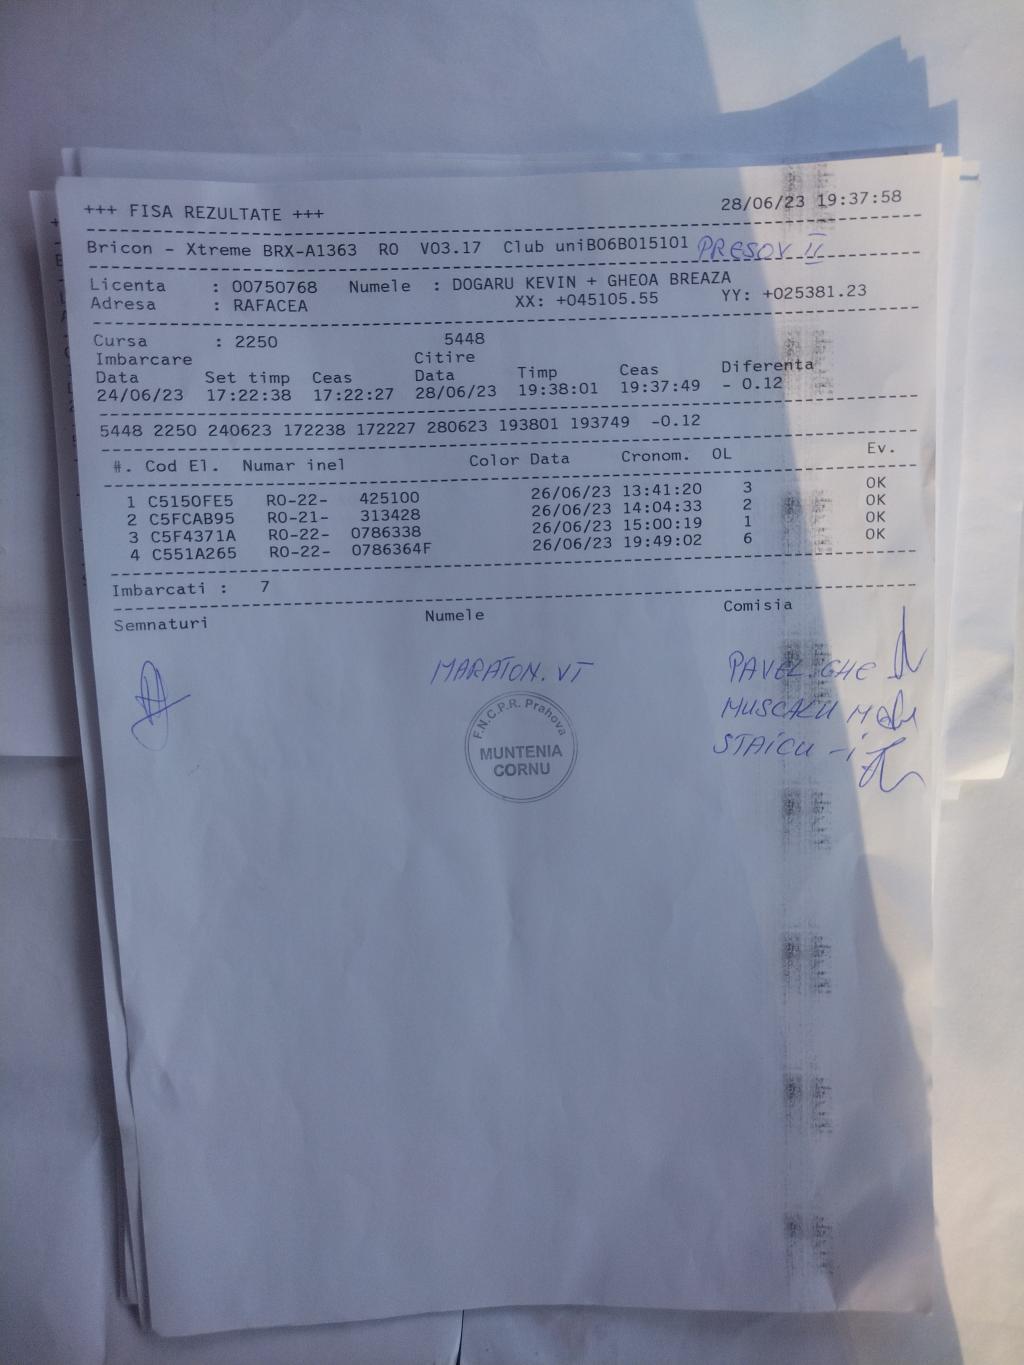 +++ FISA REZULTATE +++ 28/06/23 19:37:58
Bricon - Xtreme BRX-A1363 RO V03.17 Club uniB06B015101 PRESOV II
Licenta : 00750768 Numele : DOGARU KEVIN + GHEOA BREAZA
Adresa : RAFACEA XX: +045105.55 YY: +025381.23
Cursa : 2250 5448
Imbarcare Citire
Data Set timp Ceas Data Timp Ceas Diferenta
24/06/23 17:22:38 17:22:27 28/06/23 19:38:01 19:37:49 - 0.12
5448 2250 240623 172238 172227 280623 193801 193749 -0.12
#. Cod El. Numar inel Color Data Cronom. OL Ev.
1 C5150FE5 RO-22- 425100 26/06/23 13:41:20 3 OK
2 C5FCAB95 RO-21- 313428 26/06/23 14:04:33 2 OK
3 C5F4371A RO-22- 0786338 26/06/23 15:00:19 1 OK
4 C551A265 RO-22- 0786364F 26/06/23 19:49:02 6 OK
Imbarcati : 7
Semnaturi Numele Comisia
MARATON. VT PAVEL GHE
MUSCALU M
STAICU - i
F.N.C.P.R. Prahova
MUNTENIA
CORNU